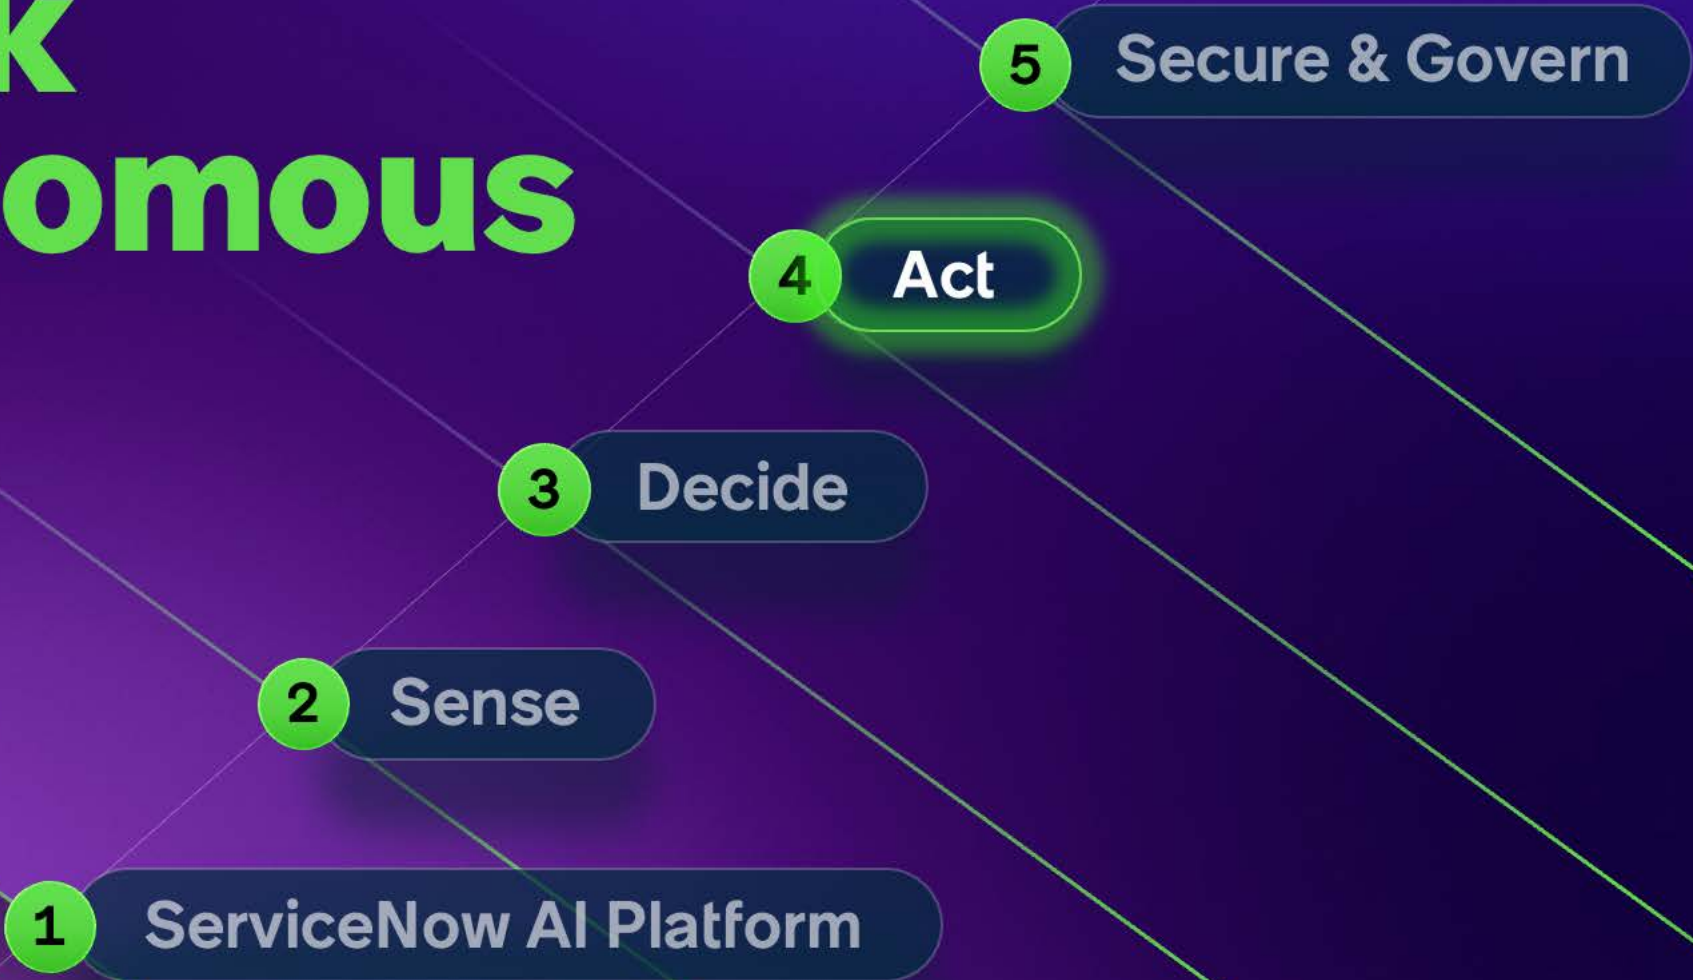 k
omous
5 Secure & Govern
4 Act
3 Decide
2 Sense
1 ServiceNow AI Platform